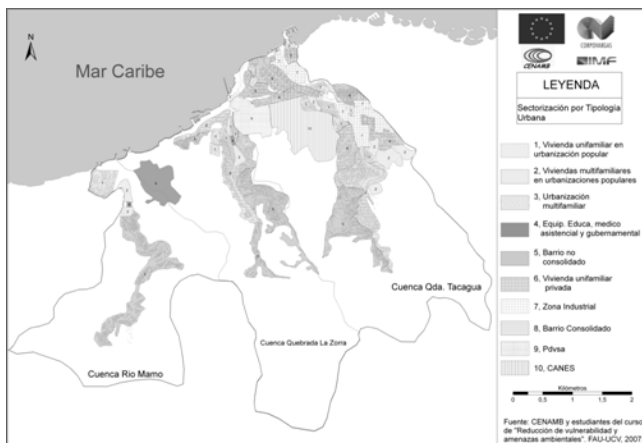 N
Mar Caribe
Cuenca Qda. Tacagua
Cuenca Quebrada La Zorra
Cuenca Rio Mamo
CORPOVARGAS
CENAMB
IMF
LEYENDA
Sectorización por Tipología
Urbana
1, Vivienda unifamiliar en
urbanización popular
2, Viviendas multifamiliares
en urbanizaciones populares
3, Urbanización
multifamiliar
4, Equip. Educa, medico
asistencial y gubernamental
5, Barrio no
consolidado
6, Vivienda unifamiliar
privada
7, Zona Industrial
8, Barrio Consolidado
9, Pdvsa
10, CANES
Kilómetros
0 0,5 1 1,5 2
Fuente: CENAMB y estudiantes del curso
de "Reducción de vulnerabilidad y
amenazas ambientales". FAU-UCV, 2007